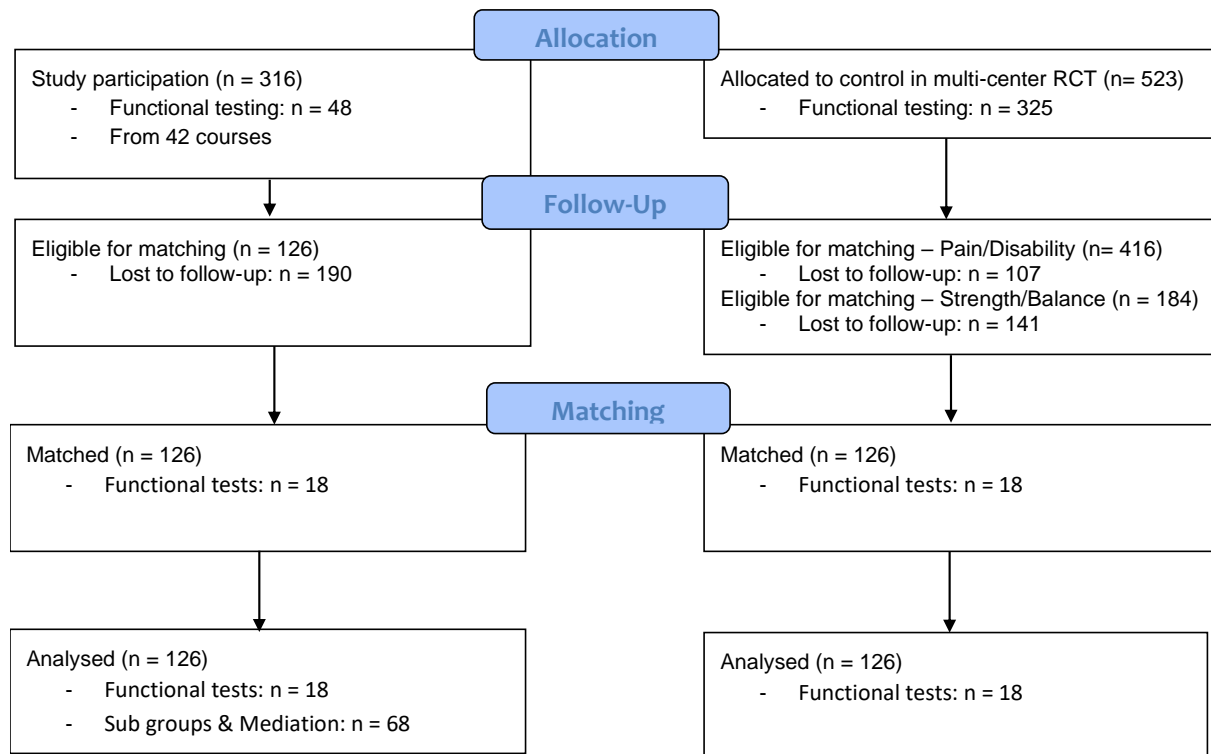 Allocation
Study participation (n = 316)
- Functional testing: n = 48
- From 42 courses
Allocated to control in multi-center RCT (n= 523)
- Functional testing: n = 325
Follow-Up
Eligible for matching (n = 126)
- Lost to follow-up: n = 190
Eligible for matching – Pain/Disability (n= 416)
- Lost to follow-up: n = 107
Eligible for matching – Strength/Balance (n = 184)
- Lost to follow-up: n = 141
Matching
Matched (n = 126)
- Functional tests: n = 18
Matched (n = 126)
- Functional tests: n = 18
Analysed (n = 126)
- Functional tests: n = 18
- Sub groups & Mediation: n = 68
Analysed (n = 126)
- Functional tests: n = 18